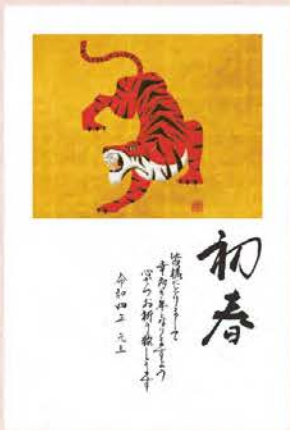 初春
皆様にとりまして
幸多き年となりますよう
心からお祈り致します
令和四年 元旦